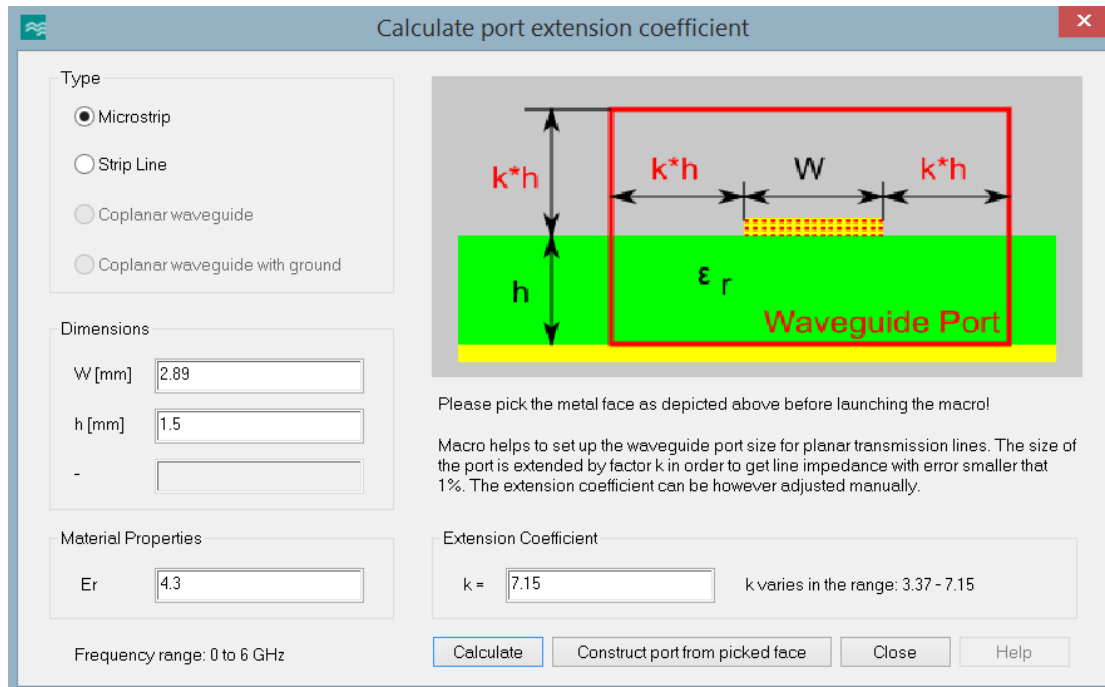 Calculate port extension coefficient
x
Type
Microstrip
Strip Line
Coplanar waveguide
Coplanar waveguide with ground
k*h
k*h
W
k*h
h
ε r
Waveguide Port
Dimensions
W [mm]
2.89
h [mm]
1.5
-
Please pick the metal face as depicted above before launching the macro!
Macro helps to set up the waveguide port size for planar transmission lines. The size of
the port is extended by factor k in order to get line impedance with error smaller that
1%. The extension coefficient can be however adjusted manually.
Material Properties
Er
4.3
Extension Coefficient
k =
7.15
k varies in the range: 3.37 - 7.15
Frequency range: 0 to 6 GHz
Calculate
Construct port from picked face
Close
Help